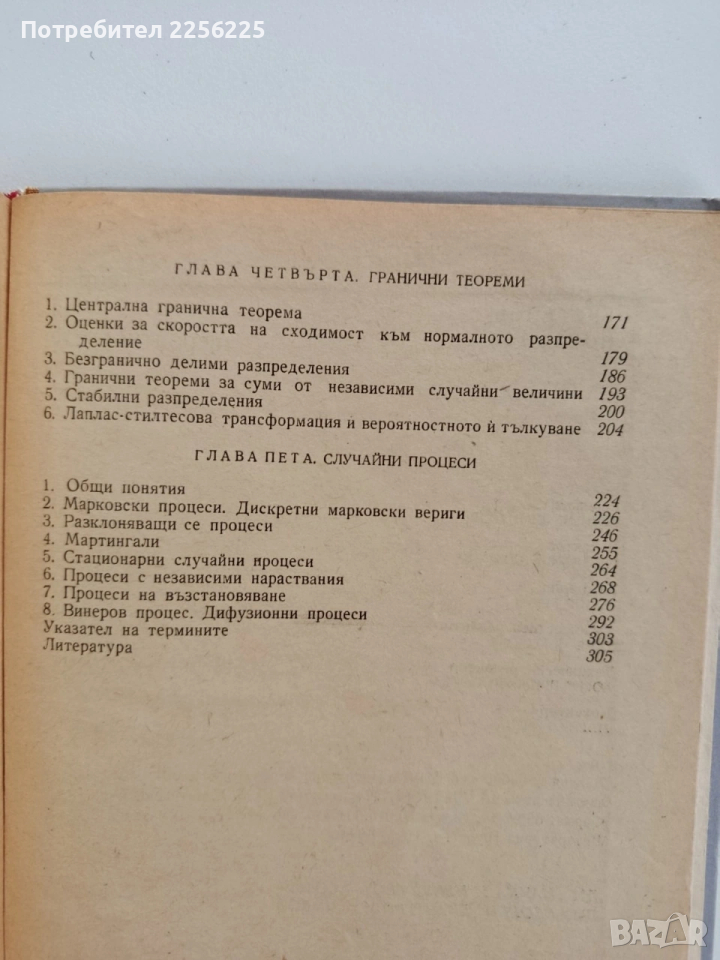 Потребител 2256225
ГЛАВА ЧЕТВЪРТА. ГРАНИЧНИ ТЕОРЕМИ
1. Централна гранична теорема 171
2. Оценки за скоростта на сходимост към нормалното разпре-
деление 179
3. Безгранично делими разпределения 186
4. Гранични теореми за суми от независими случайни величини 193
5. Стабилни разпределения 200
6. Лаплас-стилтесова трансформация и вероятностното ѝ тълкуване 204
ГЛАВА ПЕТА. СЛУЧАЙНИ ПРОЦЕСИ
1. Общи понятия 224
2. Марковски процеси. Дискретни марковски вериги 226
3. Разклоняващи се процеси 246
4. Мартингали 255
5. Стационарни случайни процеси 264
6. Процеси с независими нараствания 268
7. Процеси на възстановяване 276
8. Винеров процес. Дифузионни процеси 292
Указател на термините 303
Литература 305
BAZAR